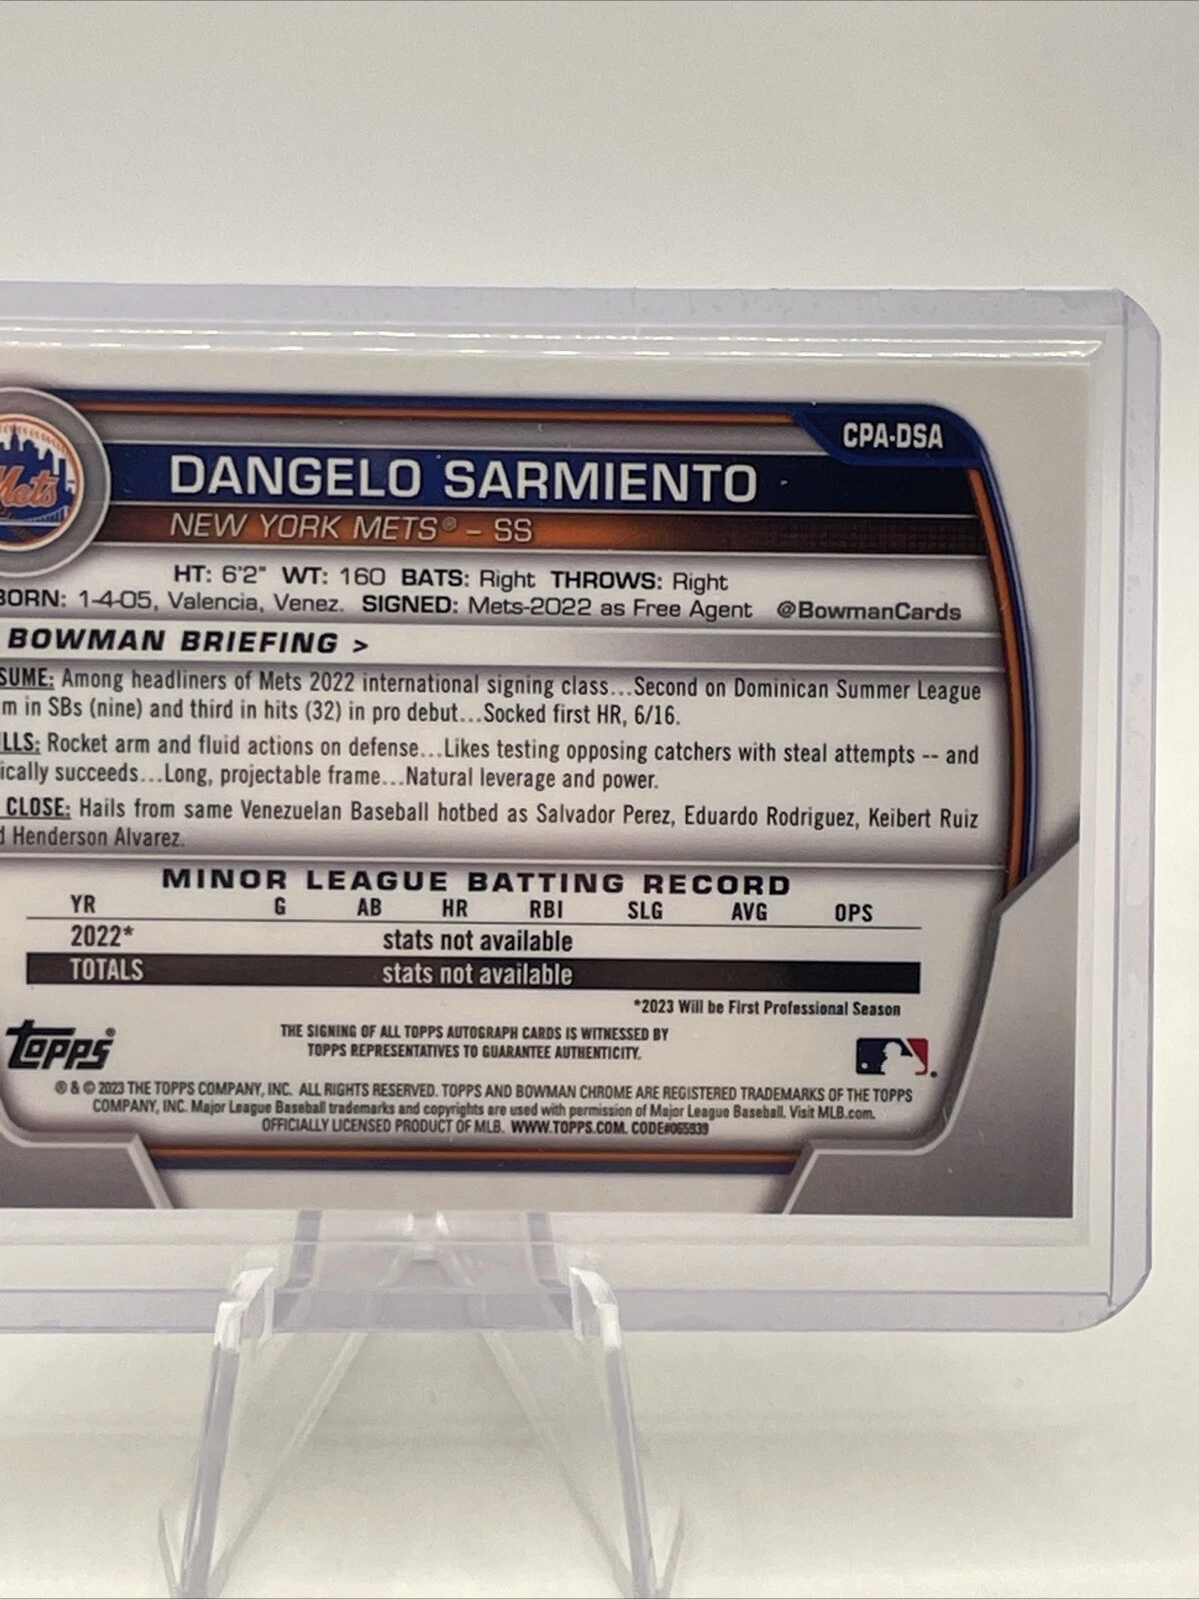 CPA-DSA
Mets
DANGELO SARMIENTO
NEW YORK METS® - SS
HT: 6'2" WT: 160 BATS: Right THROWS: Right
BORN: 1-4-05, Valencia, Venez. SIGNED: Mets-2022 as Free Agent @BowmanCards
BOWMAN BRIEFING >
SUME: Among headliners of Mets 2022 international signing class...Second on Dominican Summer League
m in SBs (nine) and third in hits (32) in pro debut...Socked first HR, 6/16.
LLS: Rocket arm and fluid actions on defense...Likes testing opposing catchers with steal attempts -- and
ically succeeds...Long, projectable frame...Natural leverage and power.
CLOSE: Hails from same Venezuelan Baseball hotbed as Salvador Perez, Eduardo Rodriguez, Keibert Ruiz
d Henderson Alvarez.
MINOR LEAGUE BATTING RECORD
YR G AB HR RBI SLG AVG OPS
2022* stats not available
TOTALS stats not available
*2023 Will be First Professional Season
Topps®
THE SIGNING OF ALL TOPPS AUTOGRAPH CARDS IS WITNESSED BY
TOPPS REPRESENTATIVES TO GUARANTEE AUTHENTICITY.
® & © 2023 THE TOPPS COMPANY, INC. ALL RIGHTS RESERVED. TOPPS AND BOWMAN CHROME ARE REGISTERED TRADEMARKS OF THE TOPPS
COMPANY, INC. Major League Baseball trademarks and copyrights are used with permission of Major League Baseball. Visit MLB.com.
OFFICIALLY LICENSED PRODUCT OF MLB. WWW.TOPPS.COM. CODE#065939